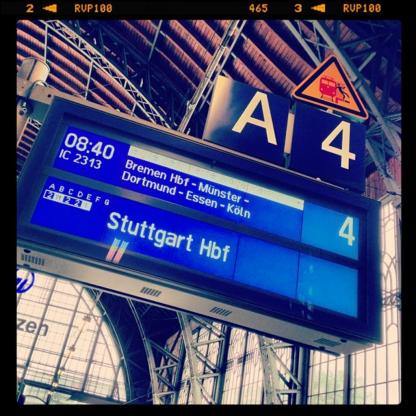 2 RVP100 465 3 RVP100
A 4
08:40
IC 2313
Bremen Hbf - Münster -
Dortmund - Essen - Köln
4
A B C D E F G
Stuttgart Hbf
zen